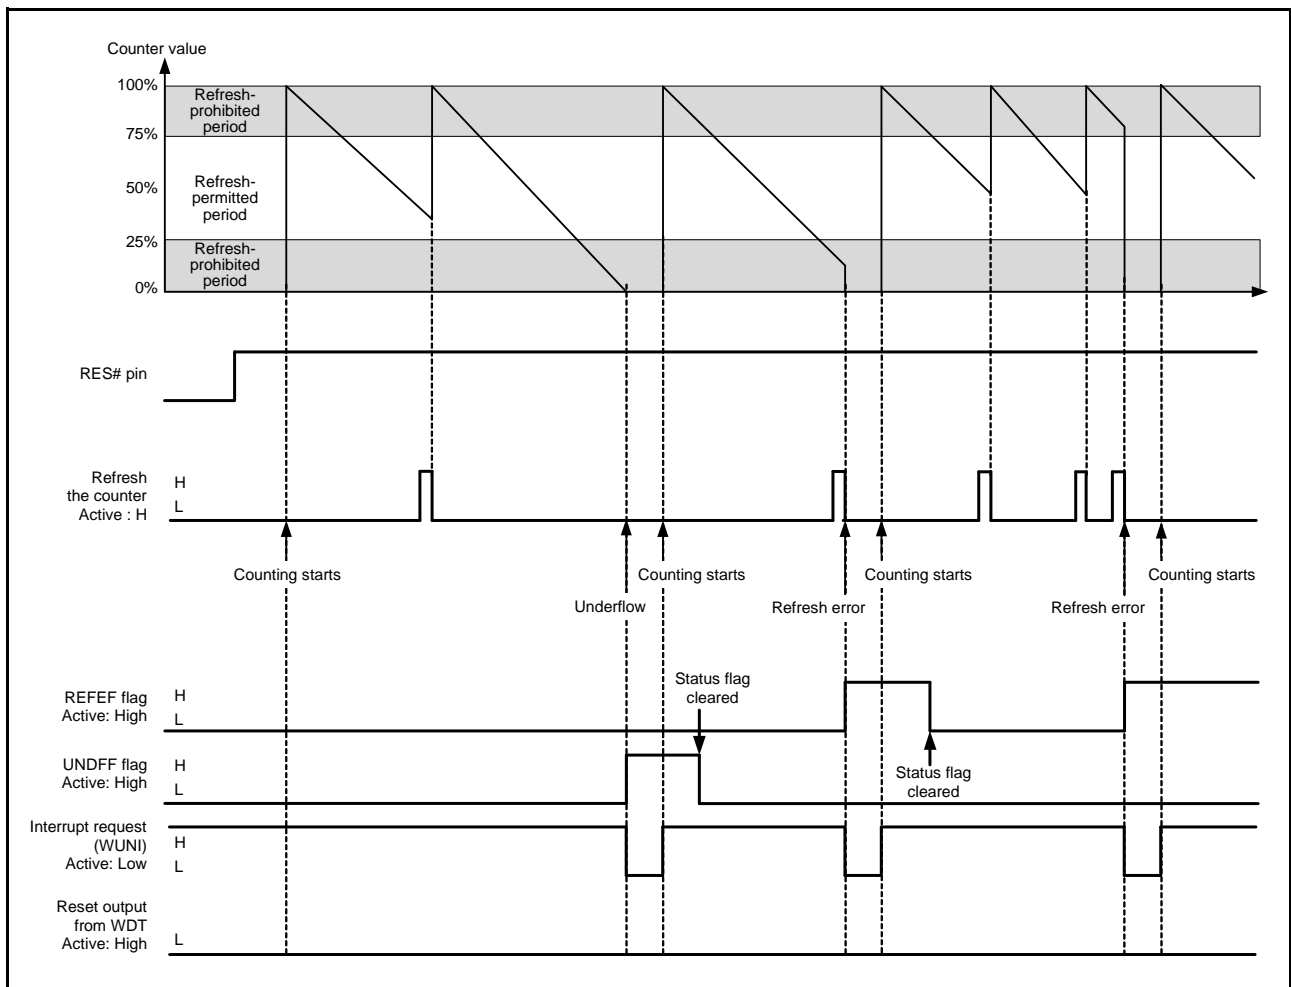 Counter value
100%
Refresh-
prohibited
period
75%
50%
Refresh-
permitted
period
25%
Refresh-
prohibited
period
0%
RES# pin
Refresh
the counter
Active : H
H
L
Counting starts
Counting starts
Counting starts
Counting starts
Underflow
Refresh error
Refresh error
Status flag
cleared
REFEF flag
Active: High
H
L
UNDFF flag
Active: High
H
L
Status flag
cleared
Interrupt request
(WUNI)
Active: Low
H
L
Reset output
from WDT
Active: High
L